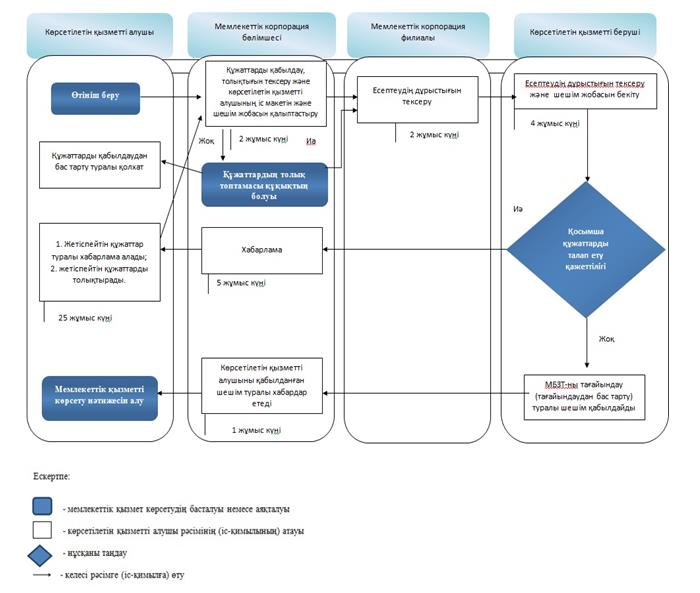 Көрсетілетін қызметті алушы
Мемлекеттік корпорация
бөлімшесі
Мемлекеттік корпорация
филиалы
Көрсетілетін қызметті беруші
Өтініш беру
Құжаттарды қабылдау,
толықтығын тексеру және
көрсетілетін қызметті
алушының іс макетін және
шешім жобасын қалыптастыру
Есептеудің дұрыстығын
тексеру
Есептеудің дұрыстығын тексеру
және шешім жобасын бекіту
2 жұмыс күні
Жоқ
Иа
2 жұмыс күні
4 жұмыс күні
Құжаттарды қабылдаудан
бас тарту туралы қолхат
Құжаттардың толық
топтамасы құқықтың
болуы
Иә
Қосымша
құжаттарды
талап ету
қажеттілігі
1. Жетіспейтін құжаттар
туралы хабарлама алады;
2. жетіспейтін құжаттарды
толықтырады.
Хабарлама
5 жұмыс күні
25 жұмыс күні
Жоқ
Мемлекеттік қызметті
көрсету нәтижесін алу
Көрсетілетін қызметті
алушыны қабылданған
шешім туралы хабардар
етеді
МБЗТ-ны тағайындау
(тағайындаудан бас тарту)
туралы шешім қабылдайды
1 жұмыс күні
Ескертпе:
- мемлекеттік қызмет көрсетудің басталуы немесе аяқталуы
- көрсетілетін қызметті алушы рәсімінің (іс-қимылының) атауы
- нұсқаны таңдау
- келесі рәсімге (іс-қимылға) өту